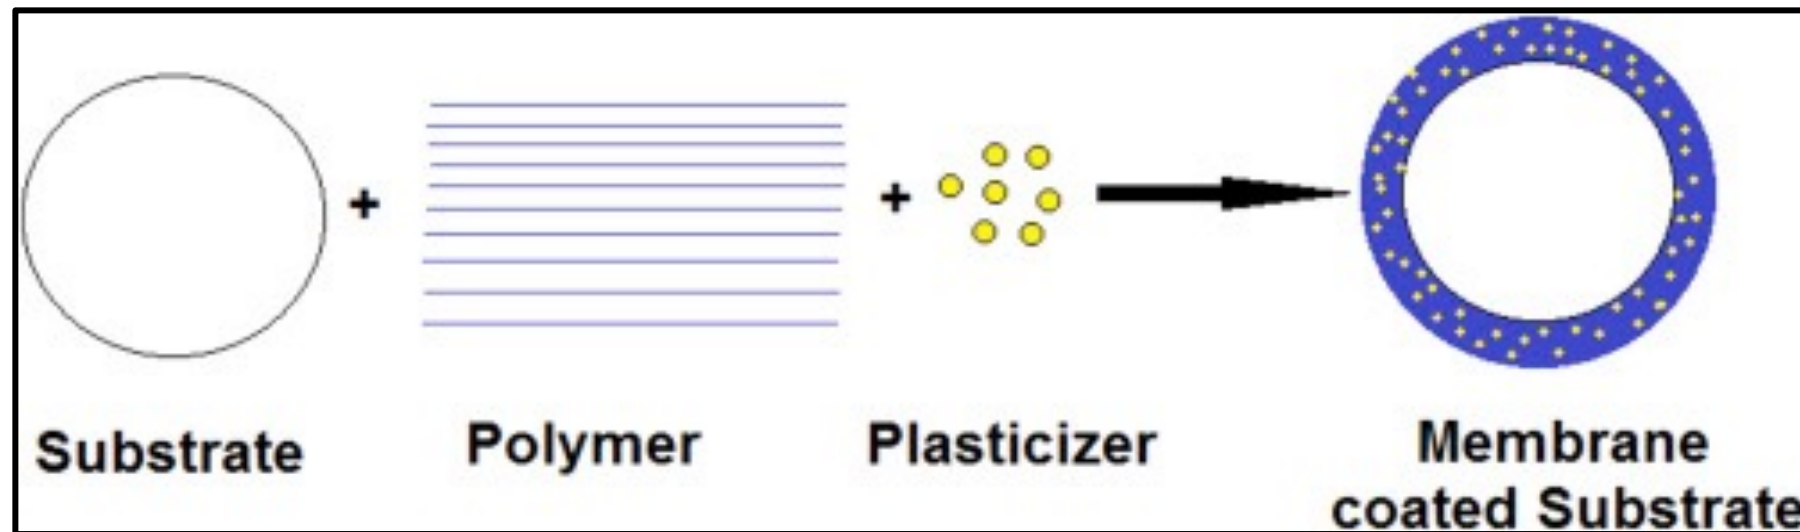 +
+
Substrate
Polymer
Plasticizer
Membrane
coated Substrate